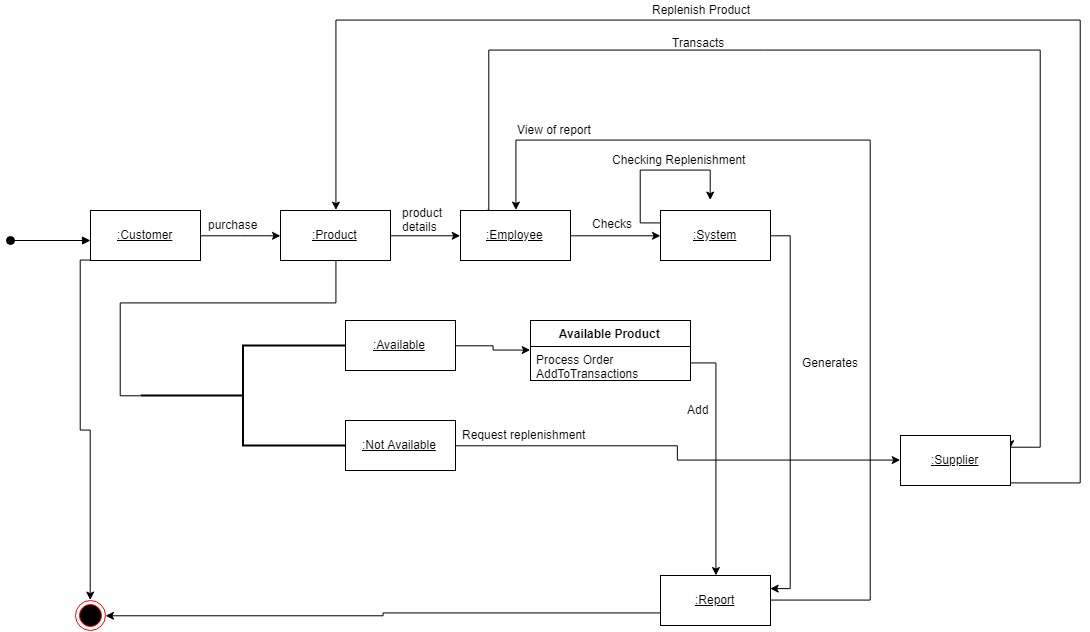 Replenish Product
Transacts
View of report
Checking Replenishment
:Customer
purchase
:Product
product
details
:Employee
Checks
:System
:Available
Available Product
Process Order
AddToTransactions
Generates
Add
:Not Available
Request replenishment
:Supplier
:Report